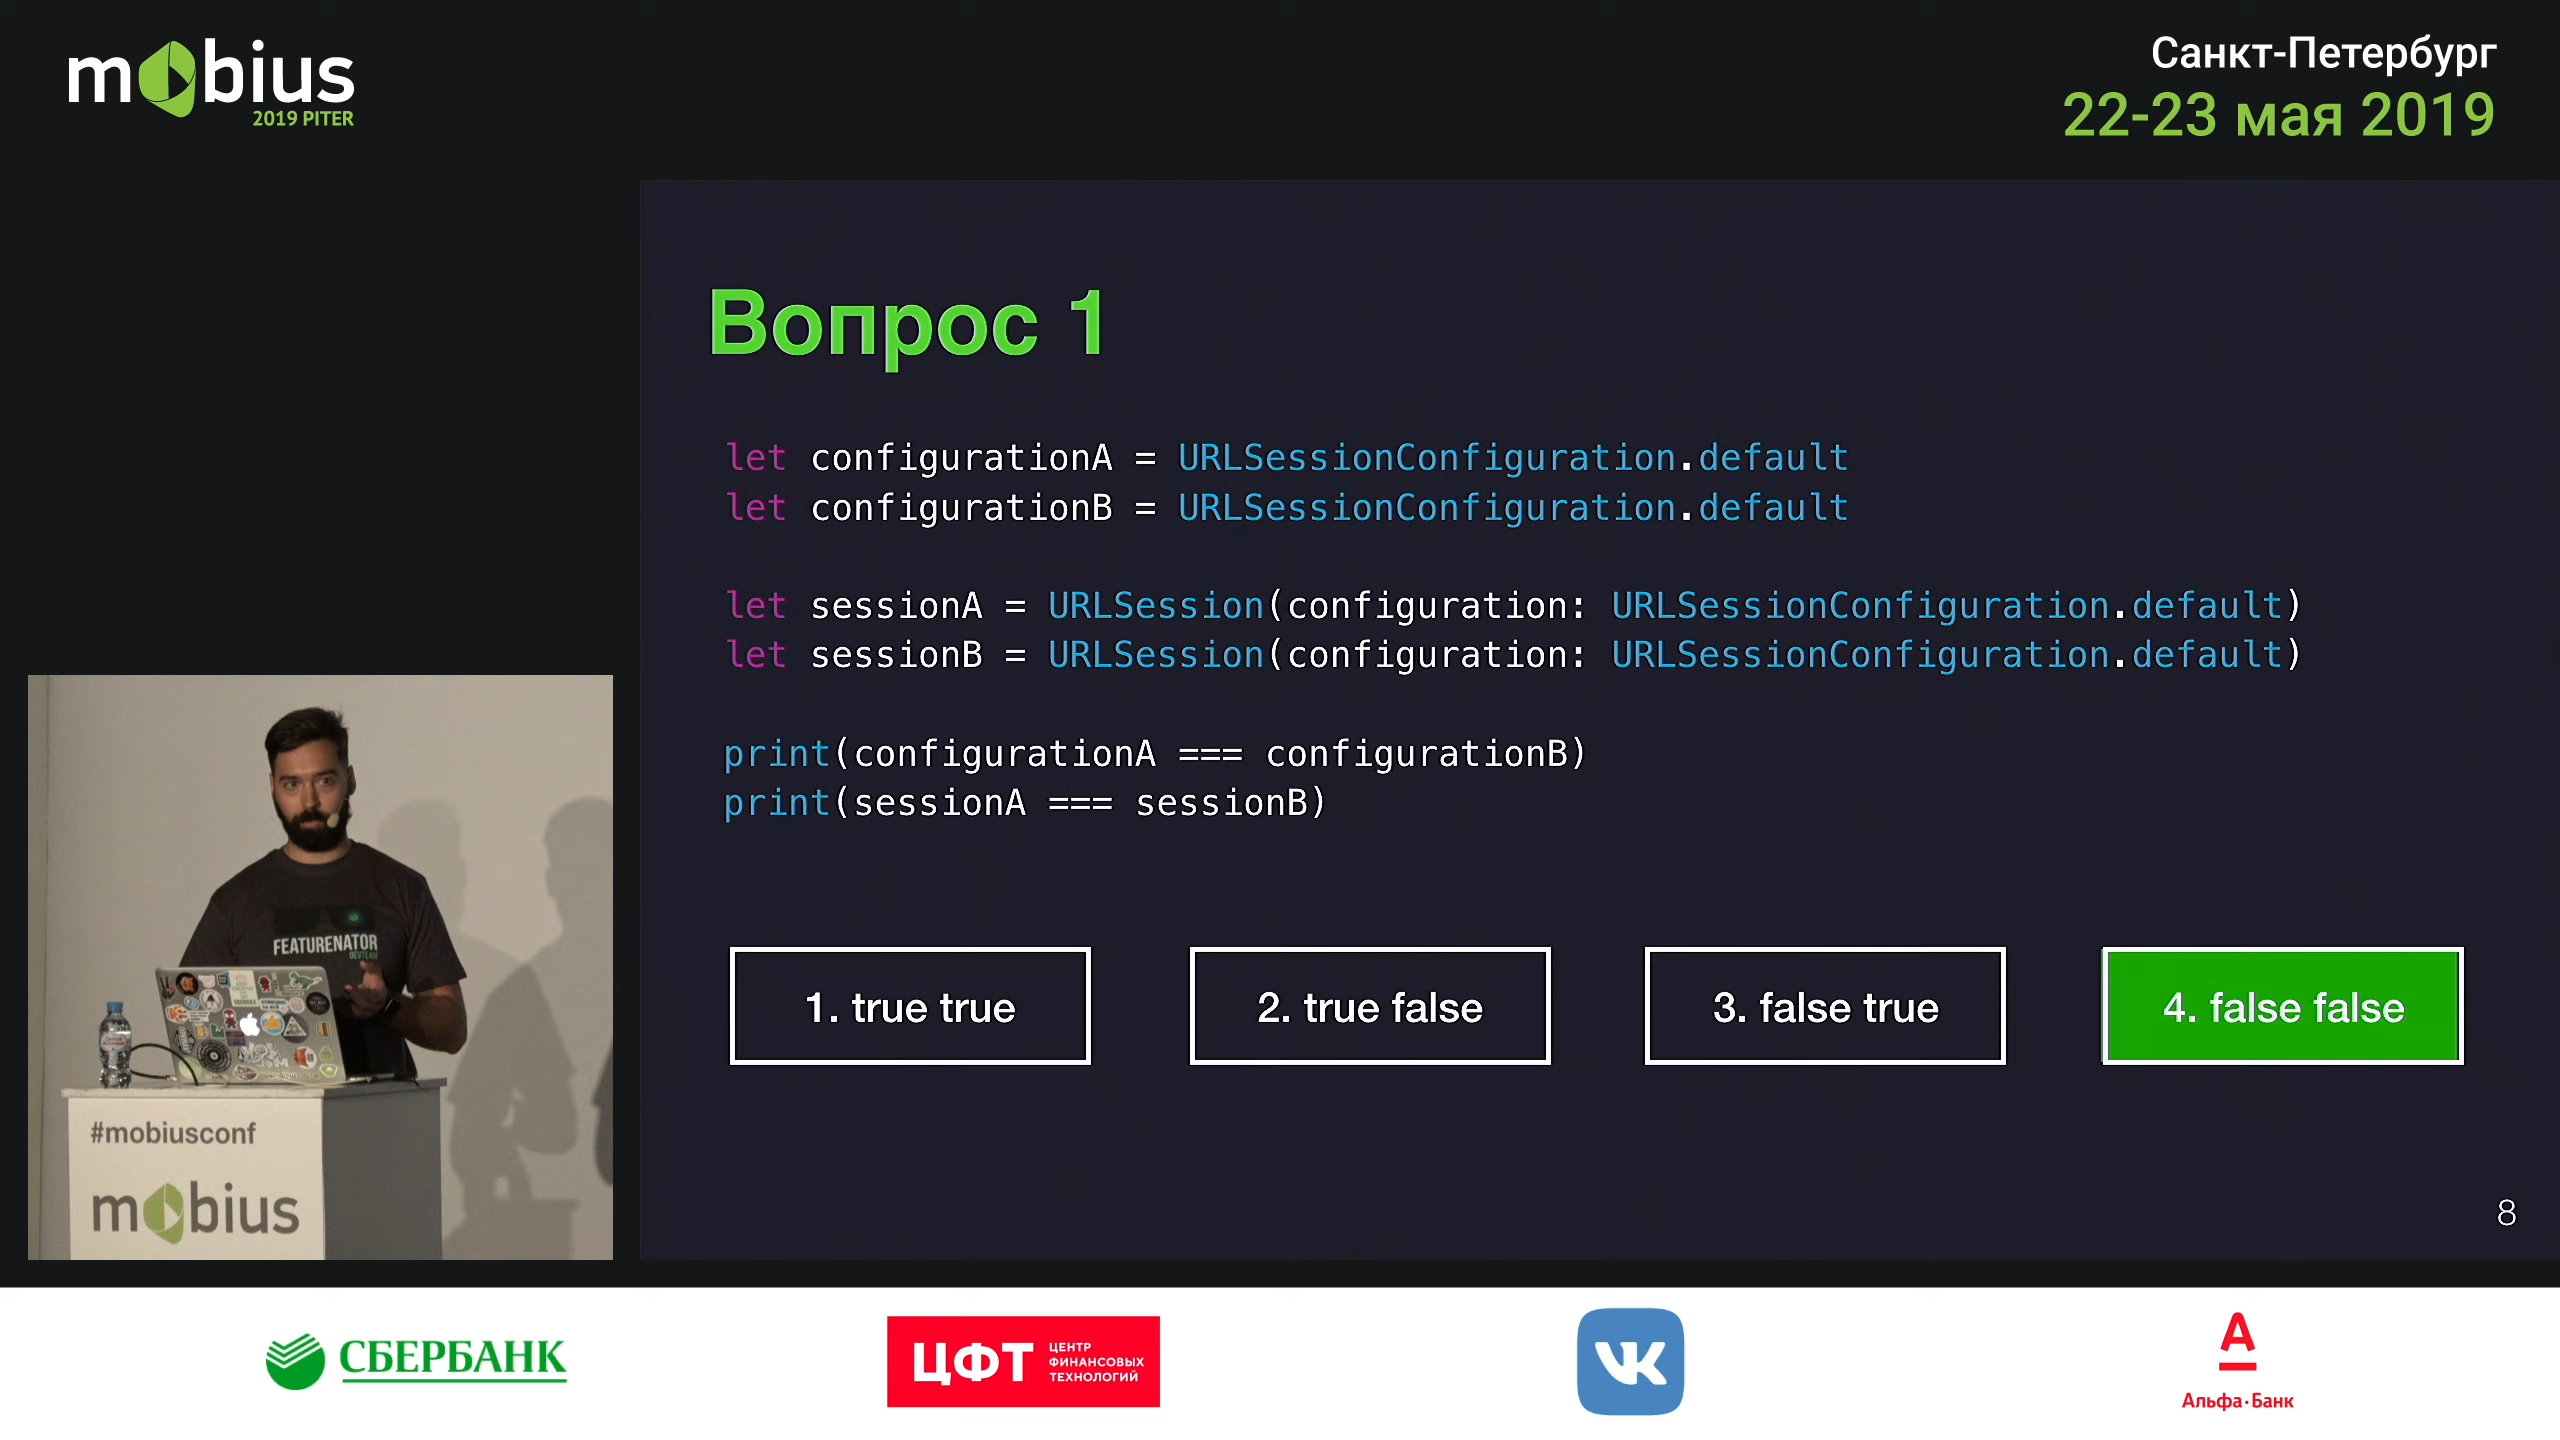 mobius
2019 PITER
Санкт-Петербург
22-23 мая 2019
Вопрос 1
let configurationA = URLSessionConfiguration.default
let configurationB = URLSessionConfiguration.default
let sessionA = URLSession(configuration: URLSessionConfiguration.default)
let sessionB = URLSession(configuration: URLSessionConfiguration.default)
print(configurationA === configurationB)
print(sessionA === sessionB)
1. true true
2. true false
3. false true
4. false false
8
FEATURENATOR
DEVTEAM
#mobiusconf
mobius
СБЕРБАНК
ЦФТ
ЦЕНТР
ФИНАНСОВЫХ
ТЕХНОЛОГИЙ
VK
А
Альфа·Банк